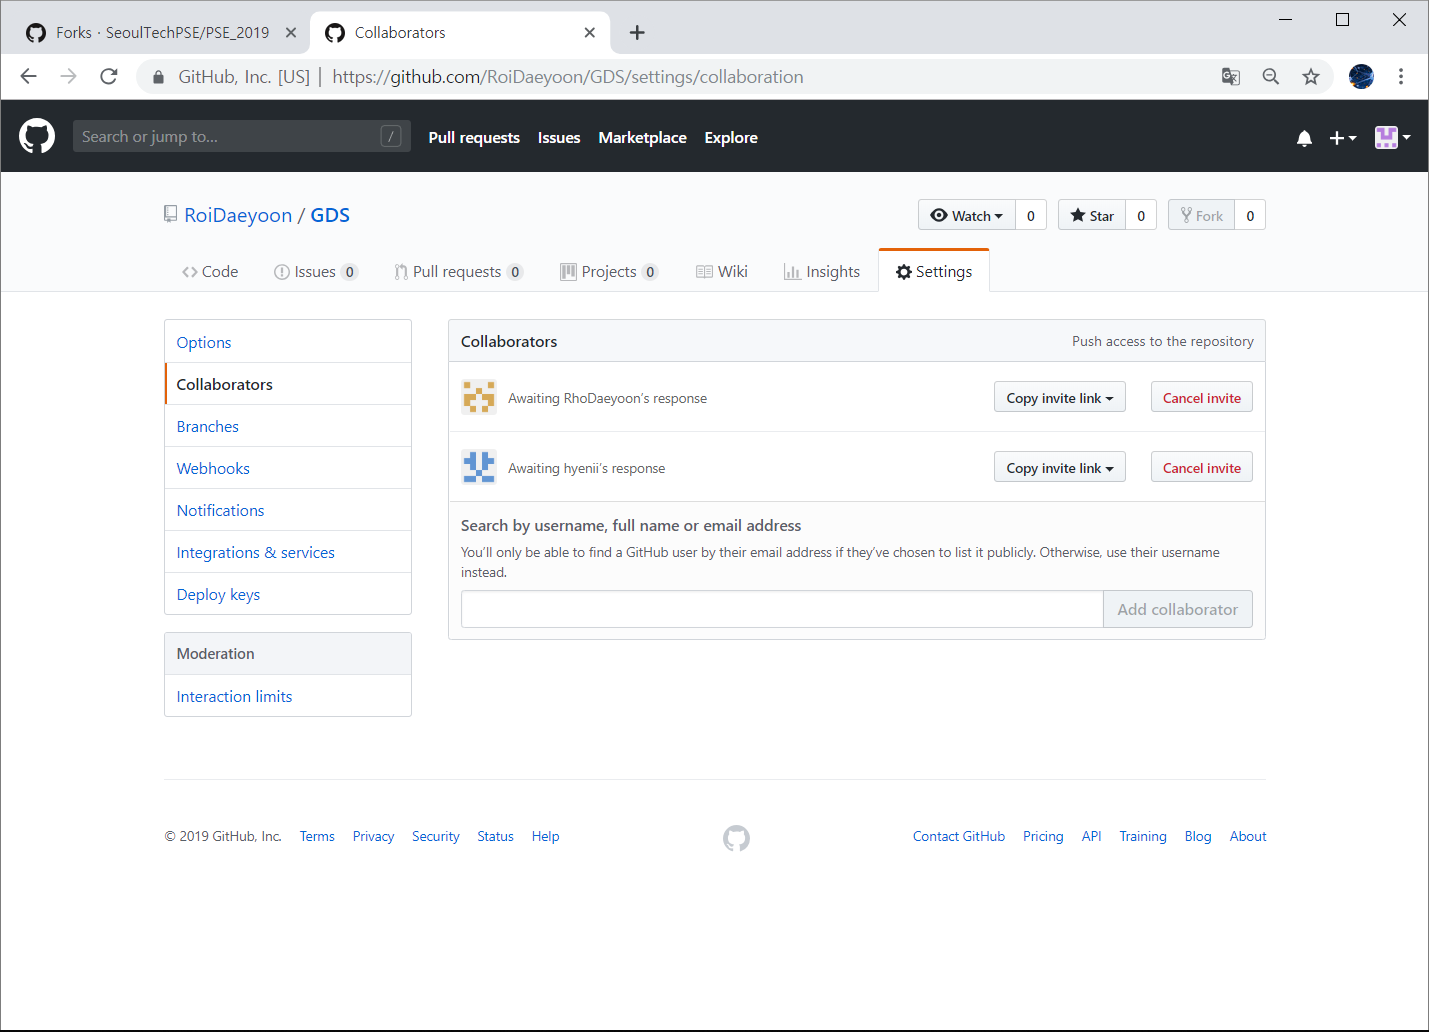 Forks · SeoulTechPSE/PSE_2019
Collaborators
GitHub, Inc. [US] | https://github.com/RoiDaeyoon/GDS/settings/collaboration
Search or jump to... /
Pull requests Issues Marketplace Explore
RoiDaeyoon / GDS
Watch 0 Star 0 Fork 0
Code Issues 0 Pull requests 0 Projects 0 Wiki Insights Settings
Options
Collaborators
Branches
Webhooks
Notifications
Integrations & services
Deploy keys
Moderation
Interaction limits
Collaborators Push access to the repository
Awaiting RhoDaeyoon’s response Copy invite link Cancel invite
Awaiting hyenii’s response Copy invite link Cancel invite
Search by username, full name or email address
You’ll only be able to find a GitHub user by their email address if they’ve chosen to list it publicly. Otherwise, use their username
instead.
Add collaborator
© 2019 GitHub, Inc. Terms Privacy Security Status Help Contact GitHub Pricing API Training Blog About